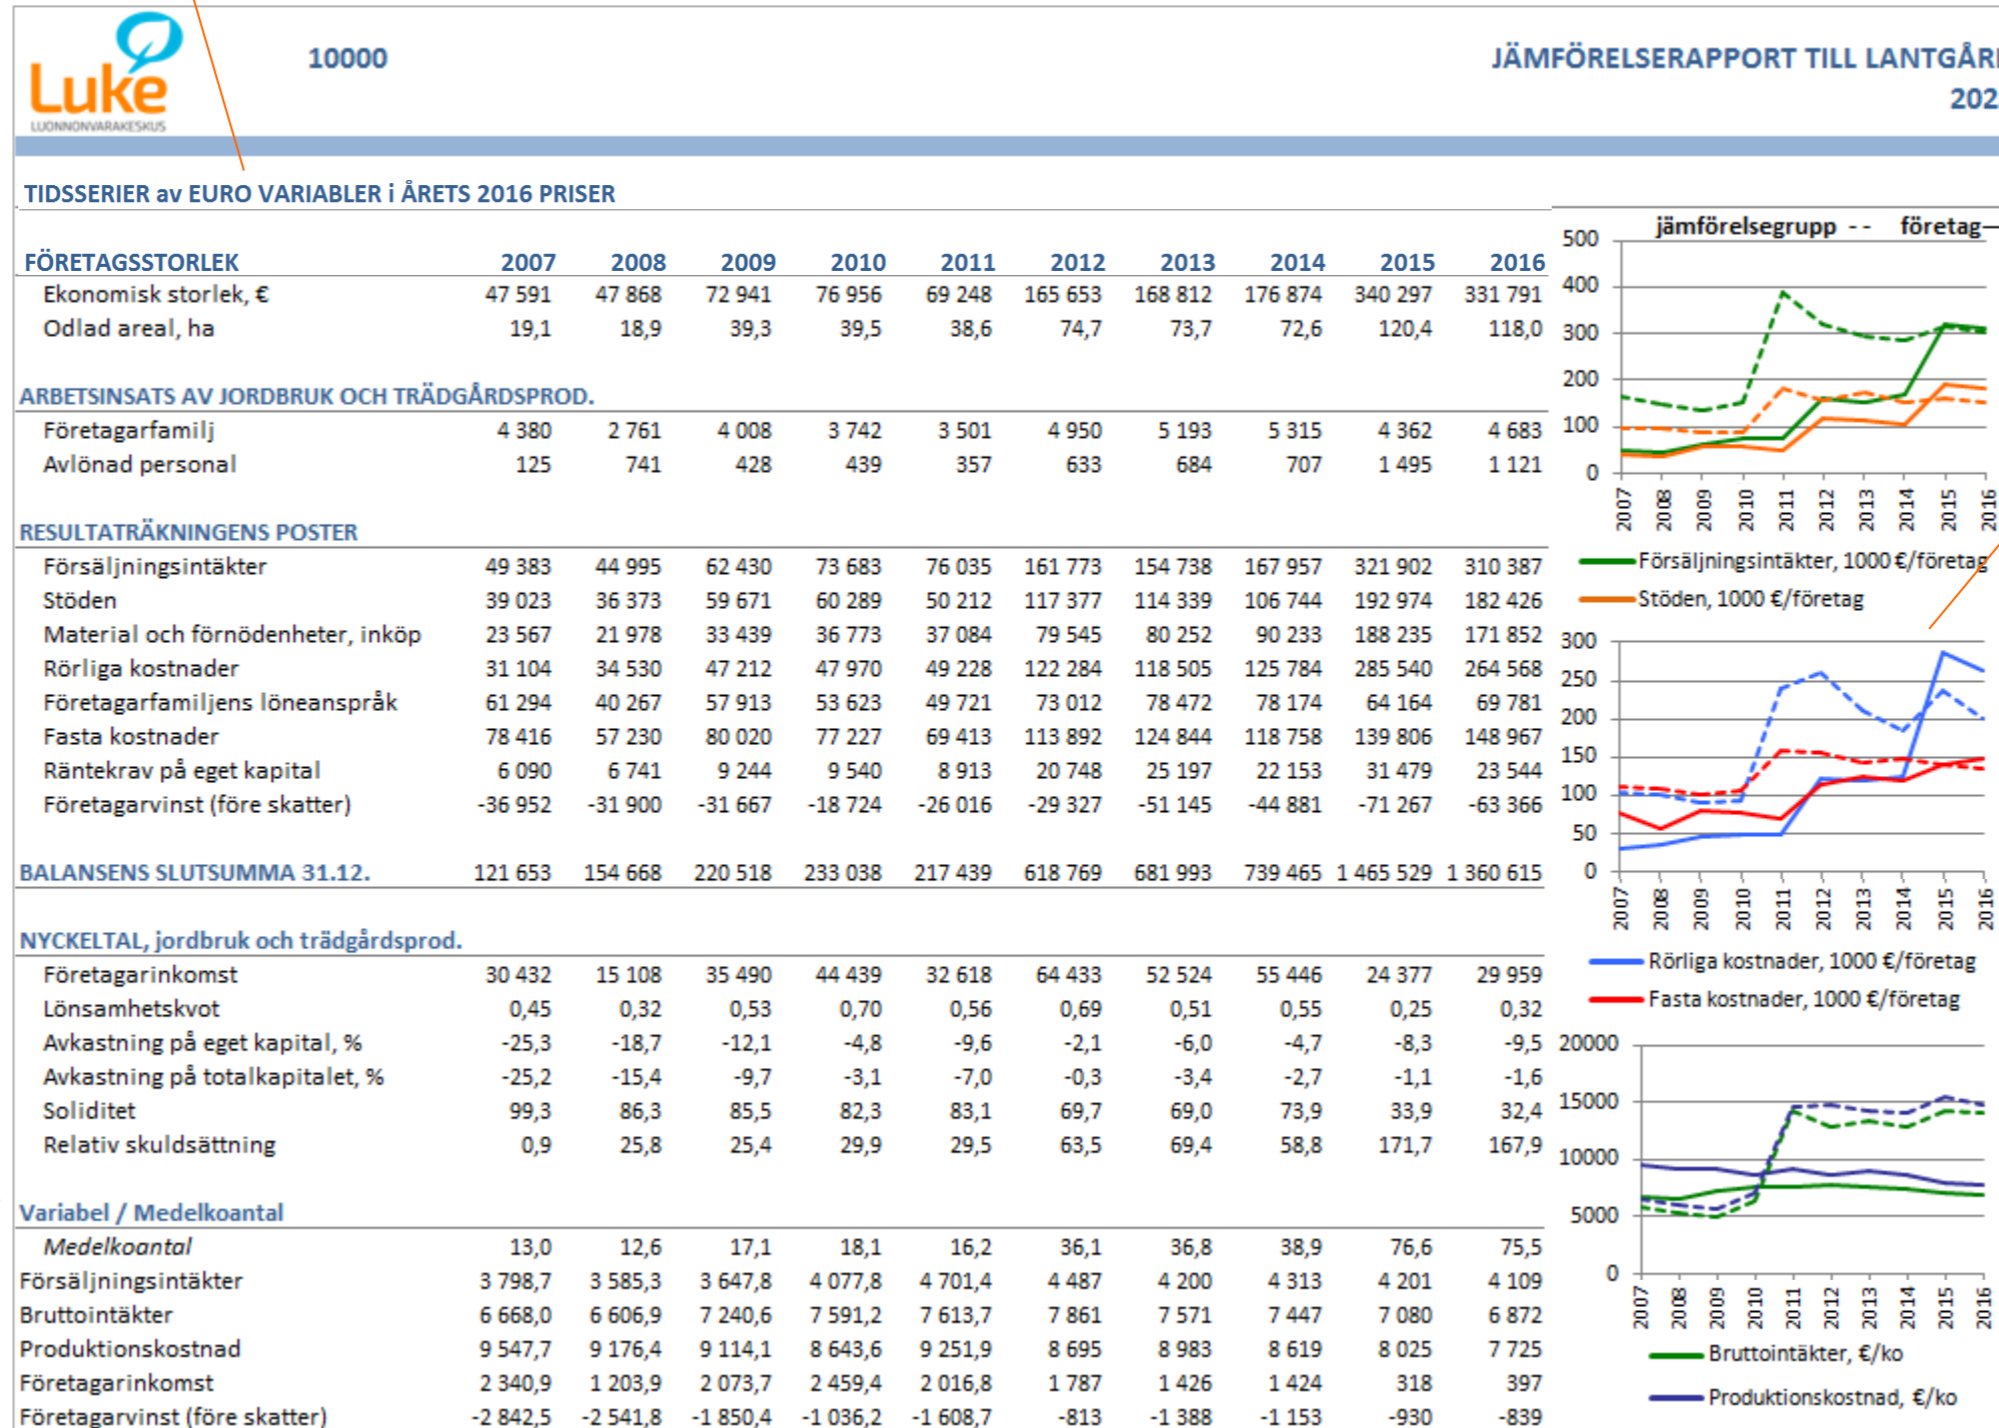 Luke
LUONNONVARAKESKUS
10000
JÄMFÖRELSERAPPORT TILL LANTGÅR
202
TIDSSERIER av EURO VARIABLER i ÅRETS 2016 PRISER
FÖRETAGSSTORLEK 2007 2008 2009 2010 2011 2012 2013 2014 2015 2016
Ekonomisk storlek, € 47 591 47 868 72 941 76 956 69 248 165 653 168 812 176 874 340 297 331 791
Odlad areal, ha 19,1 18,9 39,3 39,5 38,6 74,7 73,7 72,6 120,4 118,0
ARBETSINSATS AV JORDBRUK OCH TRÄDGÅRDSPROD.
Företagarfamilj 4 380 2 761 4 008 3 742 3 501 4 950 5 193 5 315 4 362 4 683
Avlönad personal 125 741 428 439 357 633 684 707 1 495 1 121
RESULTATRÄKNINGENS POSTER
Försäljningsintäkter 49 383 44 995 62 430 73 683 76 035 161 773 154 738 167 957 321 902 310 387
Stöden 39 023 36 373 59 671 60 289 50 212 117 377 114 339 106 744 192 974 182 426
Material och förnödenheter, inköp 23 567 21 978 33 439 36 773 37 084 79 545 80 252 90 233 188 235 171 852
Rörliga kostnader 31 104 34 530 47 212 47 970 49 228 122 284 118 505 125 784 285 540 264 568
Företagarfamiljens löneanspråk 61 294 40 267 57 913 53 623 49 721 73 012 78 472 78 174 64 164 69 781
Fasta kostnader 78 416 57 230 80 020 77 227 69 413 113 892 124 844 118 758 139 806 148 967
Räntekrav på eget kapital 6 090 6 741 9 244 9 540 8 913 20 748 25 197 22 153 31 479 23 544
Företagarvinst (före skatter) -36 952 -31 900 -31 667 -18 724 -26 016 -29 327 -51 145 -44 881 -71 267 -63 366
BALANSENS SLUTSUMMA 31.12. 121 653 154 668 220 518 233 038 217 439 618 769 681 993 739 465 1 465 529 1 360 615
NYCKELTAL, jordbruk och trädgårdsprod.
Företagarinkomst 30 432 15 108 35 490 44 439 32 618 64 433 52 524 55 446 24 377 29 959
Lönsamhetskvot 0,45 0,32 0,53 0,70 0,56 0,69 0,51 0,55 0,25 0,32
Avkastning på eget kapital, % -25,3 -18,7 -12,1 -4,8 -9,6 -2,1 -6,0 -4,7 -8,3 -9,5
Avkastning på totalkapitalet, % -25,2 -15,4 -9,7 -3,1 -7,0 -0,3 -3,4 -2,7 -1,1 -1,6
Soliditet 99,3 86,3 85,5 82,3 83,1 69,7 69,0 73,9 33,9 32,4
Relativ skuldsättning 0,9 25,8 25,4 29,9 29,5 63,5 69,4 58,8 171,7 167,9
Variabel / Medelkoantal
Medelkoantal 13,0 12,6 17,1 18,1 16,2 36,1 36,8 38,9 76,6 75,5
Försäljningsintäkter 3 798,7 3 585,3 3 647,8 4 077,8 4 701,4 4 487 4 200 4 313 4 201 4 109
Bruttointäkter 6 668,0 6 606,9 7 240,6 7 591,2 7 613,7 7 861 7 571 7 447 7 080 6 872
Produktionskostnad 9 547,7 9 176,4 9 114,1 8 643,6 9 251,9 8 695 8 983 8 619 8 025 7 725
Företagarinkomst 2 340,9 1 203,9 2 073,7 2 459,4 2 016,8 1 787 1 426 1 424 318 397
Företagarvinst (före skatter) -2 842,5 -2 541,8 -1 850,4 -1 036,2 -1 608,7 -813 -1 388 -1 153 -930 -839
jämförelsegrupp - - företag—
500
400
300
200
100
0
2007 2008 2009 2010 2011 2012 2013 2014 2015 2016
Försäljningsintäkter, 1000 €/företag
Stöden, 1000 €/företag
300
250
200
150
100
50
0
2007 2008 2009 2010 2011 2012 2013 2014 2015 2016
Rörliga kostnader, 1000 €/företag
Fasta kostnader, 1000 €/företag
20000
15000
10000
5000
0
2007 2008 2009 2010 2011 2012 2013 2014 2015 2016
Bruttointäkter, €/ko
Produktionskostnad, €/ko